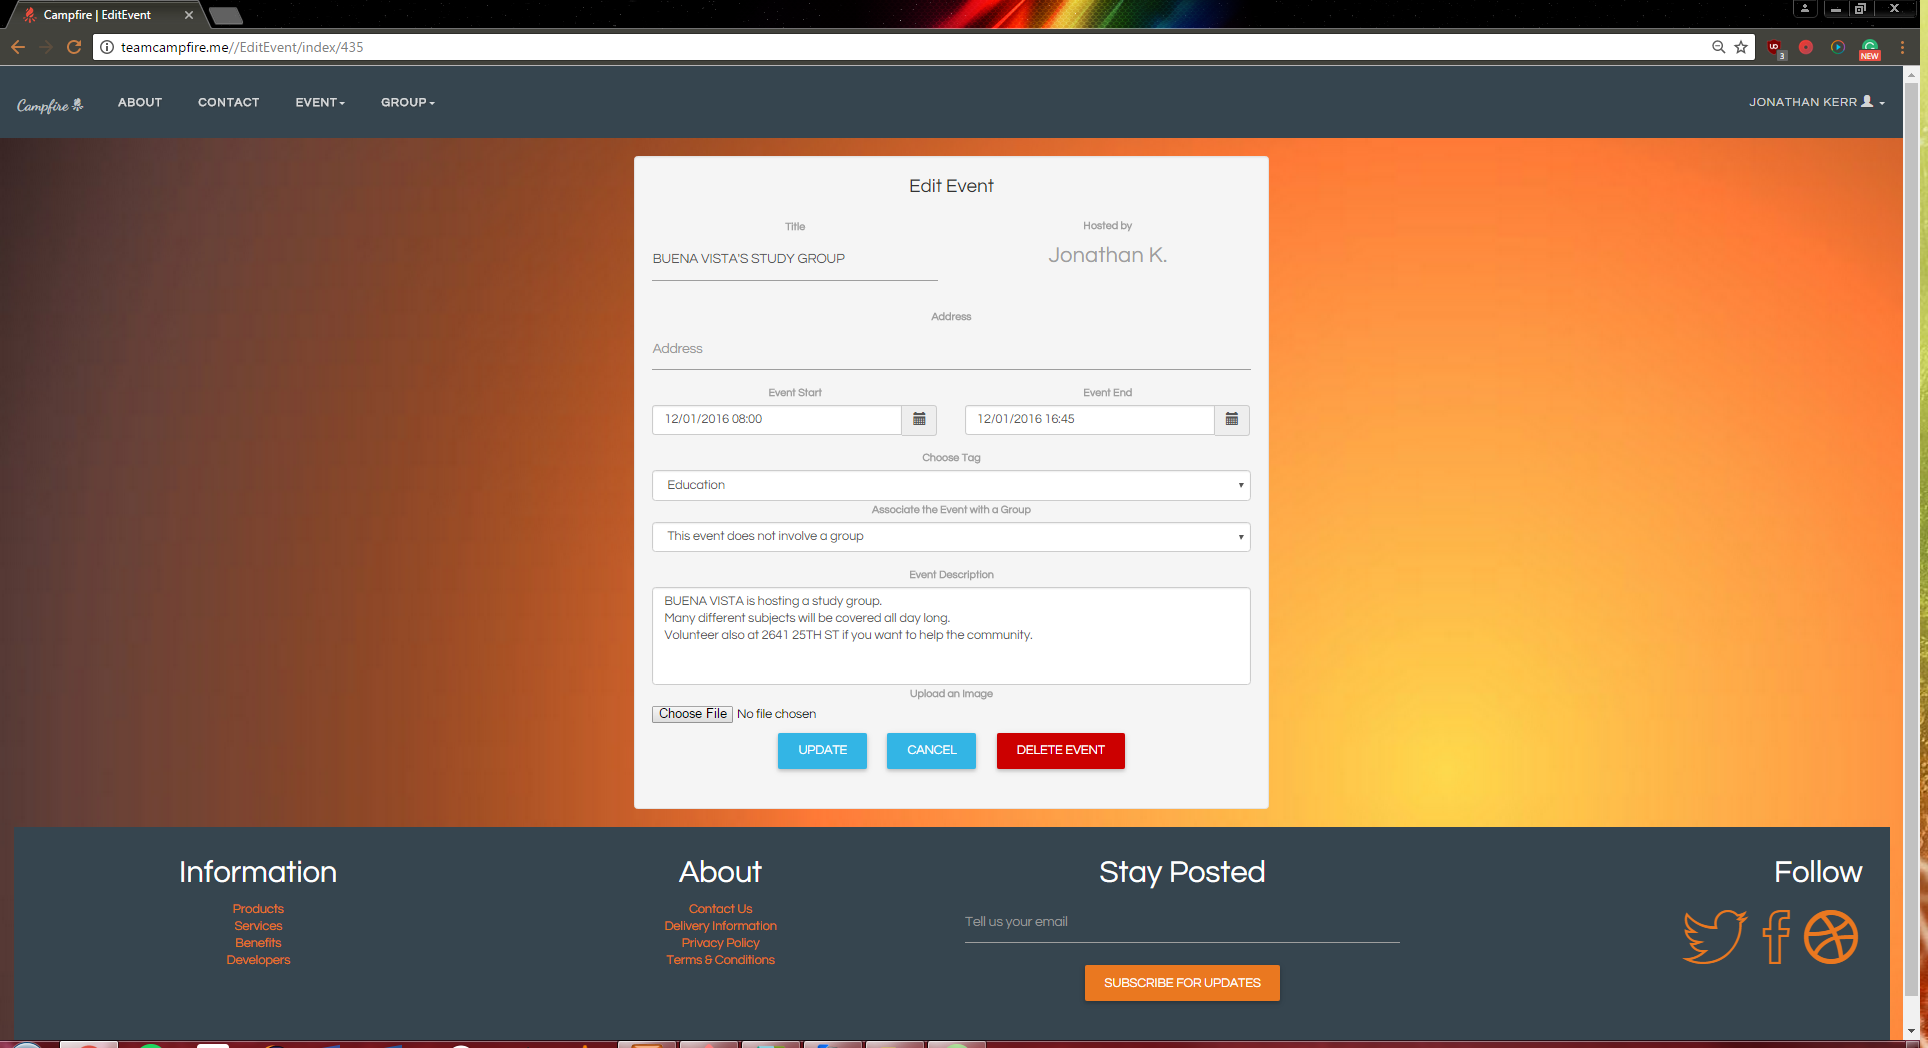 Campfire | EditEvent
teamcampfire.me//EditEvent/index/435
3
NEW
Campfire
ABOUT
CONTACT
EVENT
GROUP
JONATHAN KERR
Edit Event
Title
Hosted by
BUENA VISTA'S STUDY GROUP
Jonathan K.
Address
Address
Event Start
Event End
12/01/2016 08:00
12/01/2016 16:45
Choose Tag
Education
Associate the Event with a Group
This event does not involve a group
Event Description
BUENA VISTA is hosting a study group.
Many different subjects will be covered all day long.
Volunteer also at 2641 25TH ST if you want to help the community.
Upload an Image
Choose File No file chosen
UPDATE
CANCEL
DELETE EVENT
Information
Products
Services
Benefits
Developers
About
Contact Us
Delivery Information
Privacy Policy
Terms & Conditions
Stay Posted
Tell us your email
SUBSCRIBE FOR UPDATES
Follow